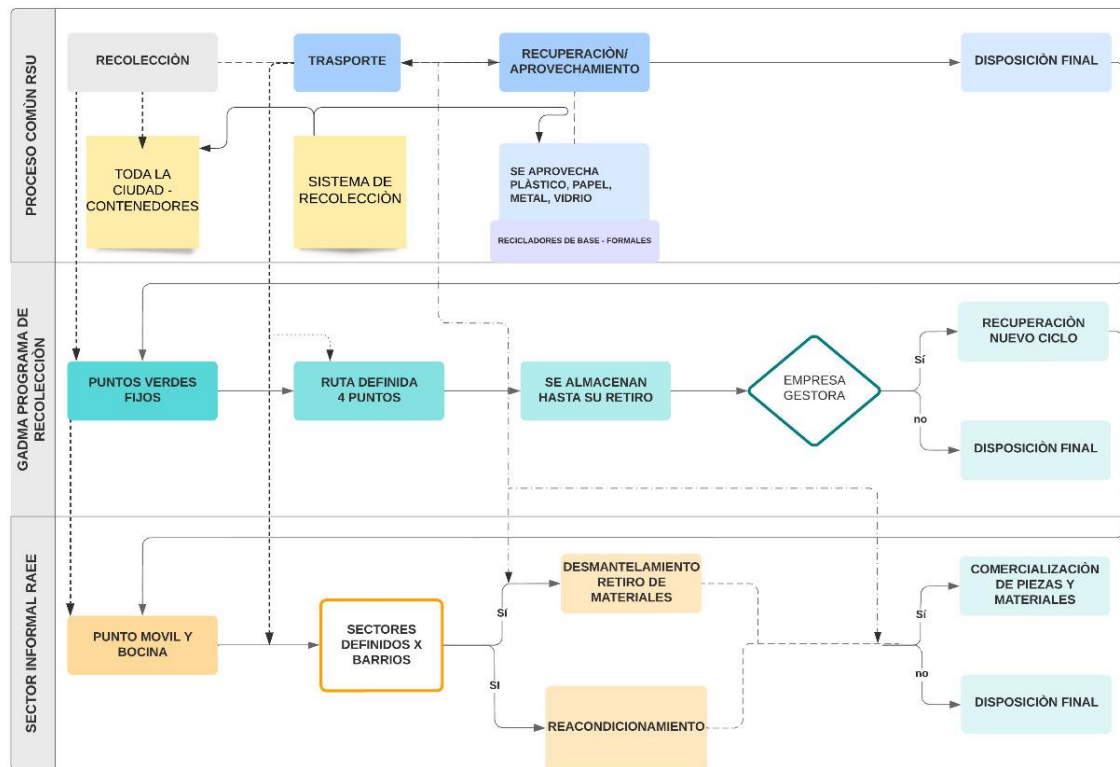 PROCESO COMÙN RSU
RECOLECCIÒN
TRASPORTE
RECUPERACIÒN/
APROVECHAMIENTO
DISPOSICIÒN FINAL
TODA LA
CIUDAD -
CONTENEDORES
SISTEMA DE
RECOLECCIÒN
SE APROVECHA
PLÀSTICO, PAPEL,
METAL, VIDRIO
RECICLADORES DE BASE - FORMALES
GADMA PROGRAMA DE
RECOLECCIÒN
PUNTOS VERDES
FIJOS
RUTA DEFINIDA
4 PUNTOS
SE ALMACENAN
HASTA SU RETIRO
EMPRESA
GESTORA
Sí
RECUPERACIÒN
NUEVO CICLO
no
DISPOSICIÒN FINAL
SECTOR INFORMAL RAEE
PUNTO MOVIL Y
BOCINA
SECTORES
DEFINIDOS X
BARRIOS
Sí
DESMANTELAMIENTO
RETIRO DE
MATERIALES
SI
REACONDICIONAMIENTO
Sí
COMERCIALIZACIÒN
DE PIEZAS Y
MATERIALES
no
DISPOSICIÒN FINAL